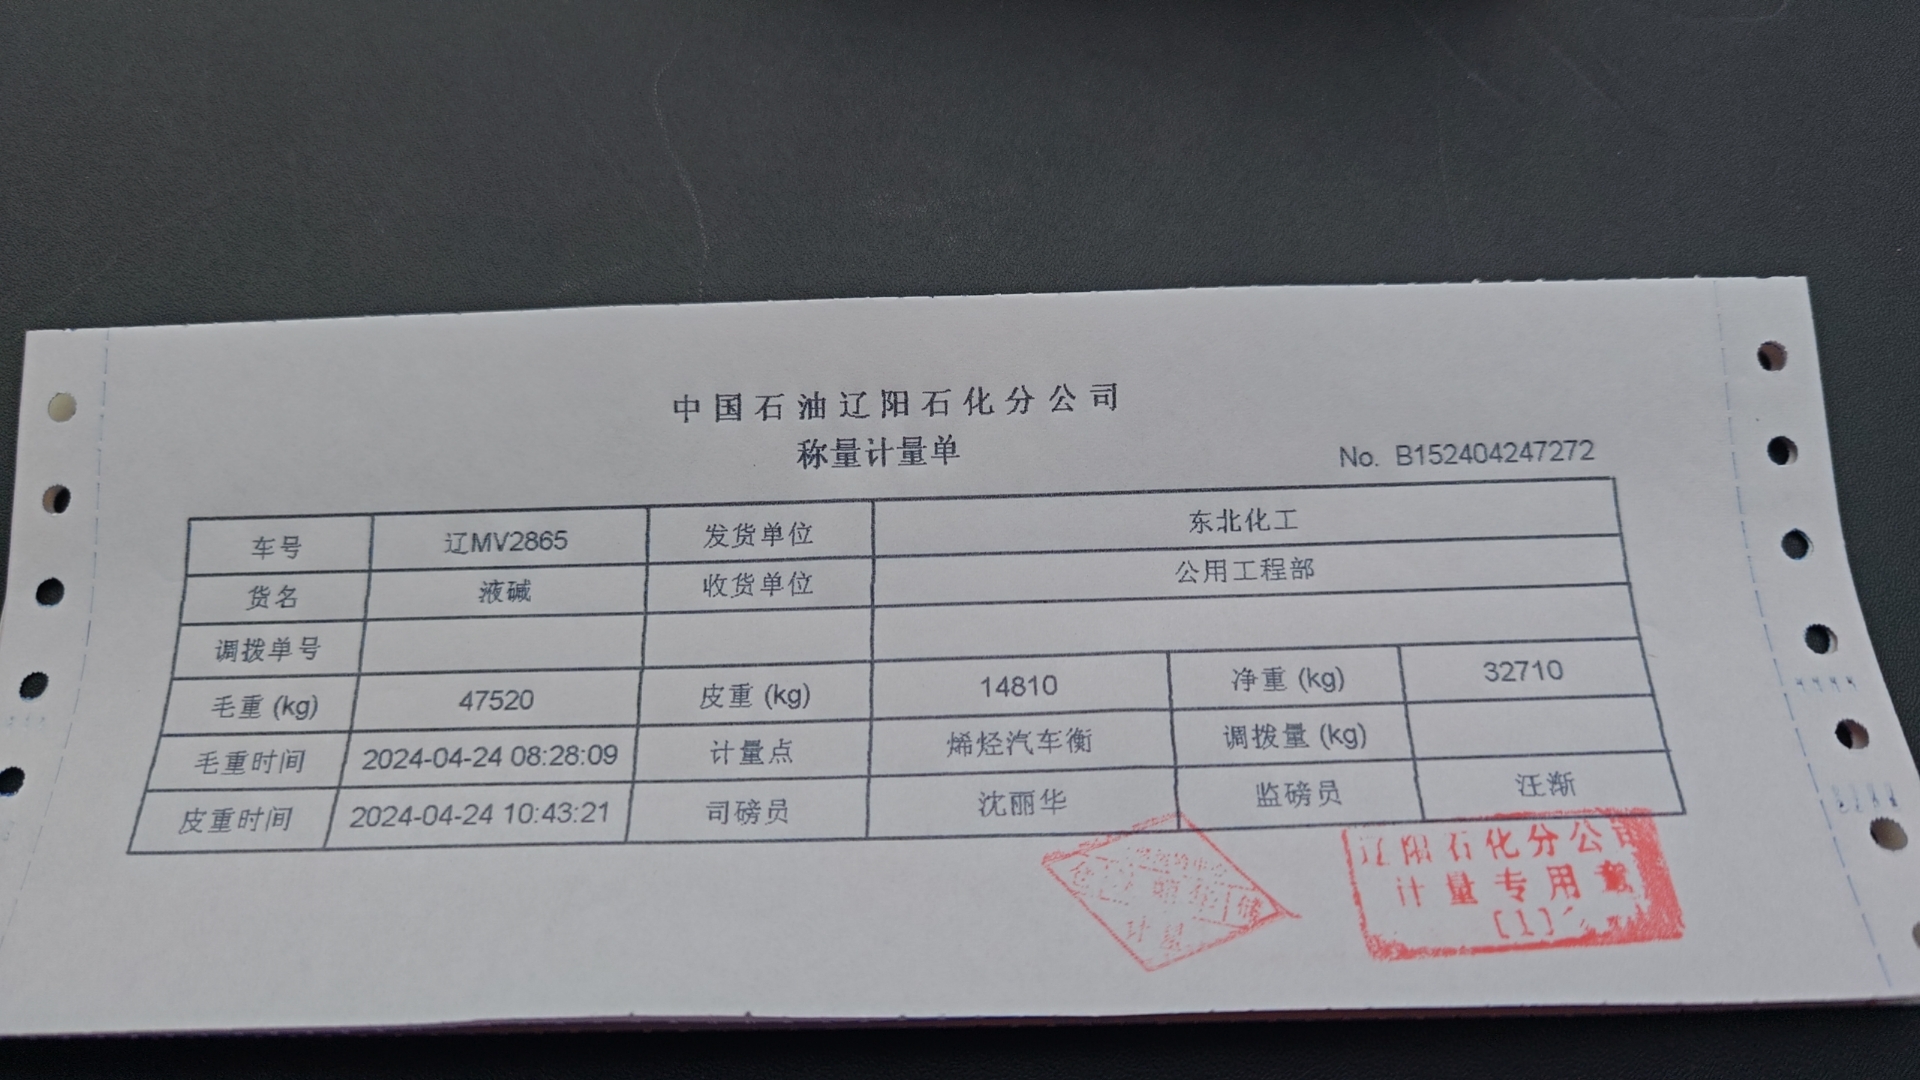 中国石油辽阳石化分公司
称量计量单
No. B152404247272
车号 辽MV2865 发货单位 东北化工
货名 液碱 收货单位 公用工程部
调拨单号
毛重 (kg) 47520 皮重 (kg) 14810 净重 (kg) 32710
毛重时间 2024-04-24 08:28:09 计量点 烯烃汽车衡 调拨量 (kg)
皮重时间 2024-04-24 10:43:21 司磅员 沈丽华 监磅员 汪渐
计量
辽阳石化分公司
计量专用章
[1]